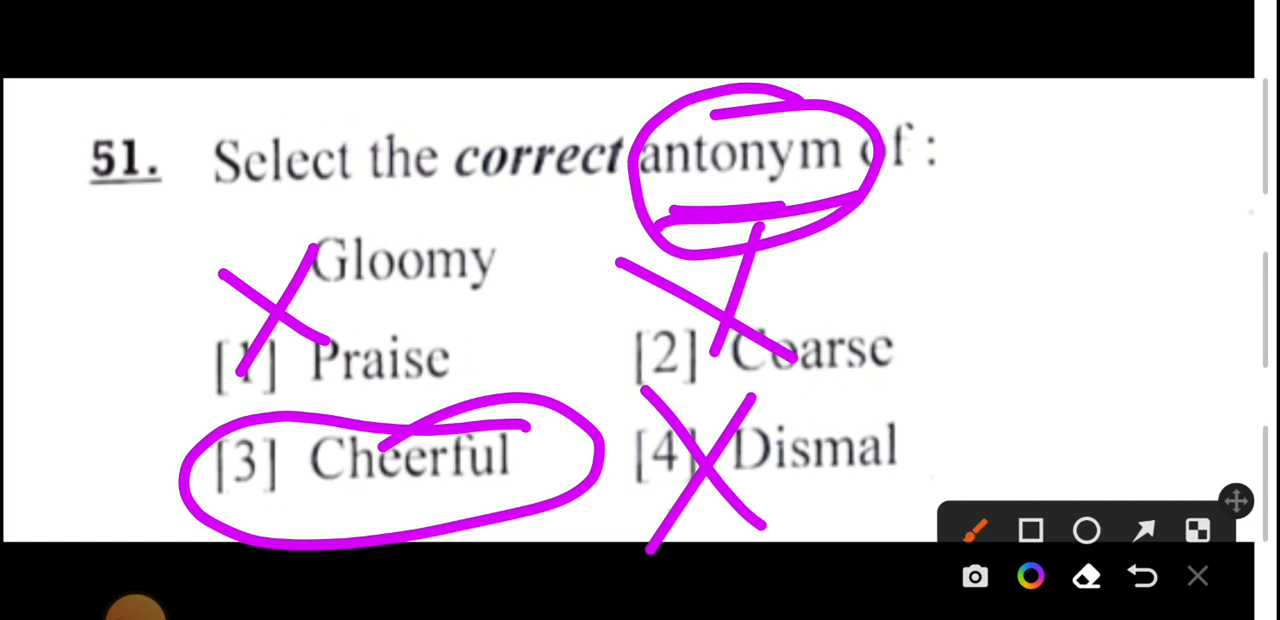 51. Select the correct antonym of :
Gloomy
[1] Praise [2] Coarse
[3] Cheerful [4] Dismal